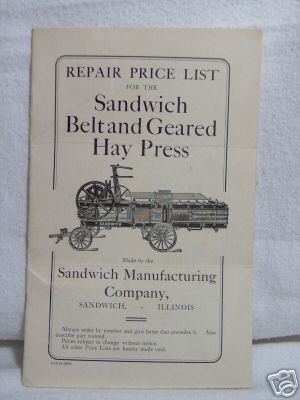 REPAIR PRICE LIST
FOR THE
Sandwich
Belt and Geared
Hay Press
Made by the
Sandwich Manufacturing
Company,
SANDWICH, - ILLINOIS
Always order by number and give letter that precedes it. Also
describe part wanted.
Prices subject to change without notice.
All other Price Lists are hereby made void.